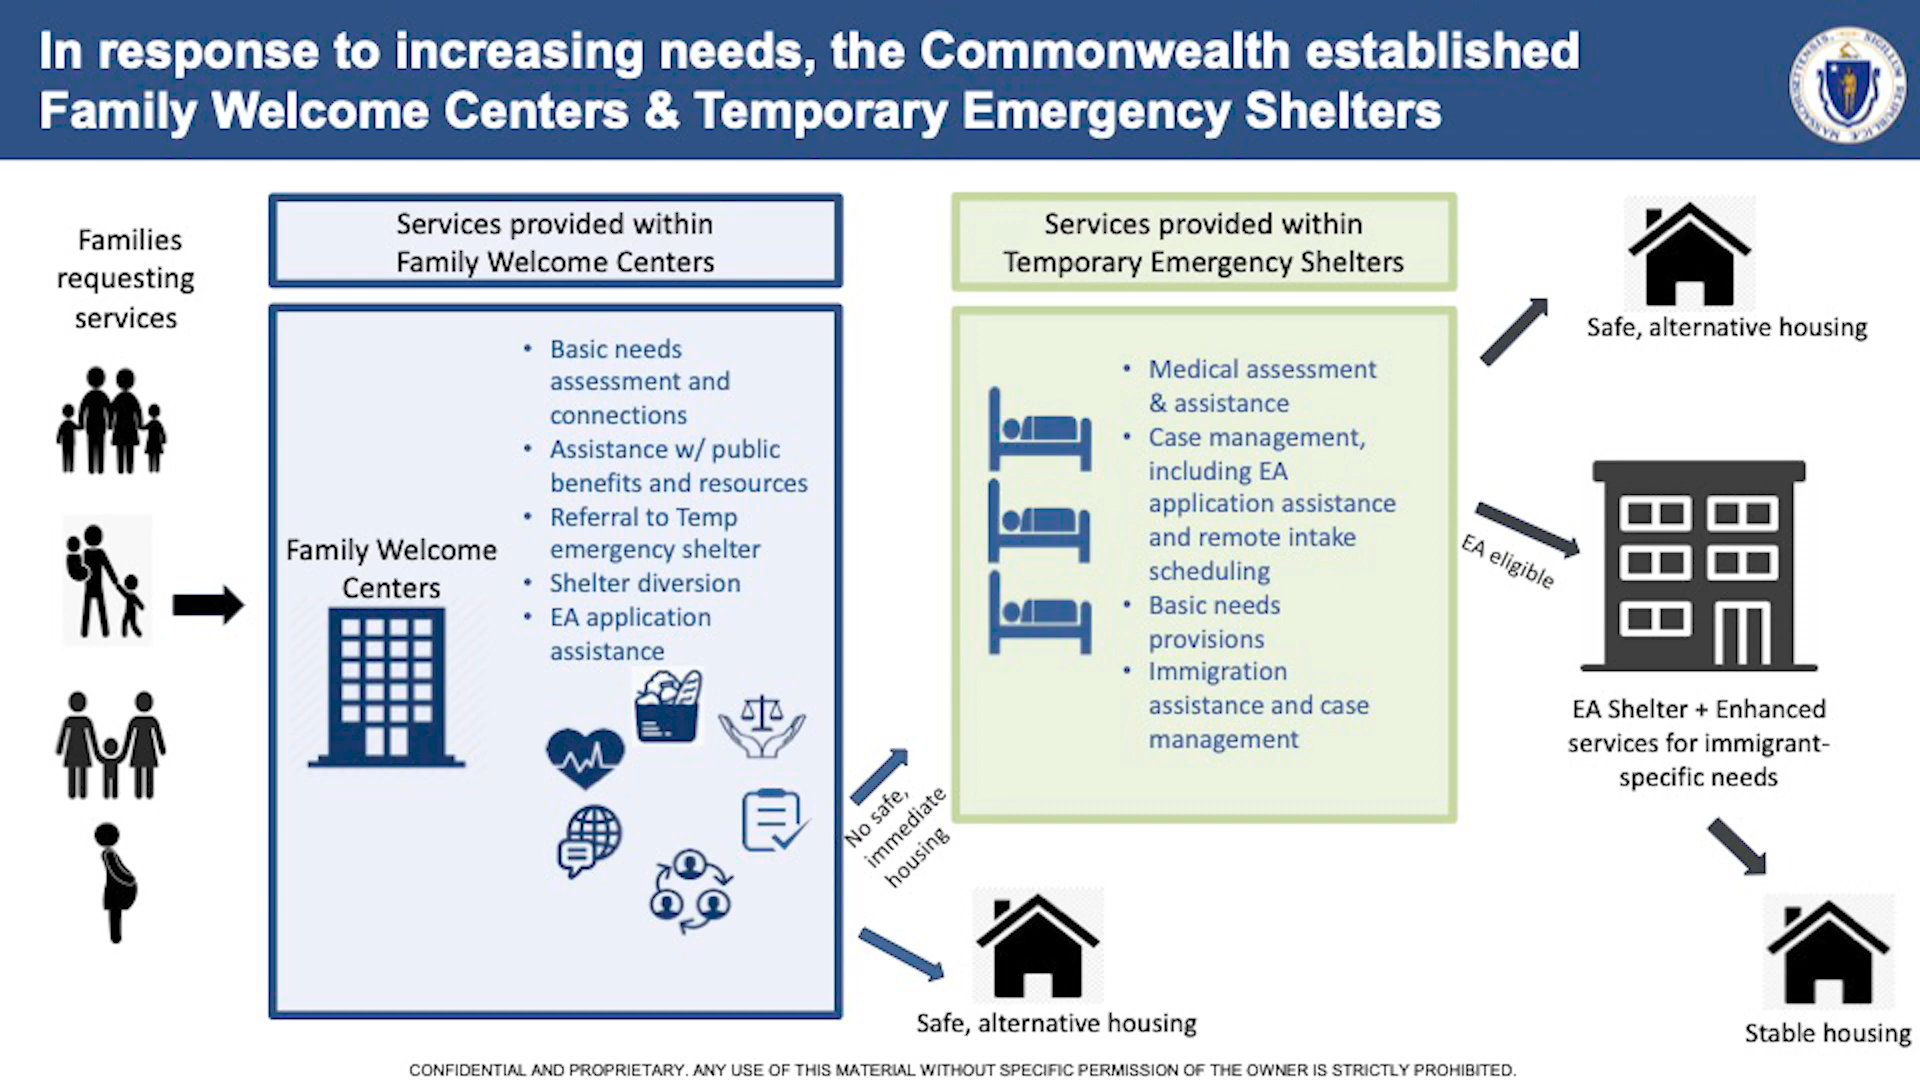 In response to increasing needs, the Commonwealth established
Family Welcome Centers & Temporary Emergency Shelters
Families
requesting
services
Services provided within
Family Welcome Centers
Family Welcome
Centers
• Basic needs
assessment and
connections
• Assistance w/ public
benefits and resources
• Referral to Temp
emergency shelter
• Shelter diversion
• EA application
assistance
No safe,
immediate
housing
Safe, alternative housing
Services provided within
Temporary Emergency Shelters
• Medical assessment
& assistance
• Case management,
including EA
application assistance
and remote intake
scheduling
• Basic needs
provisions
• Immigration
assistance and case
management
Safe, alternative housing
EA eligible
EA Shelter + Enhanced
services for immigrant-
specific needs
Stable housing
CONFIDENTIAL AND PROPRIETARY. ANY USE OF THIS MATERIAL WITHOUT SPECIFIC PERMISSION OF THE OWNER IS STRICTLY PROHIBITED.